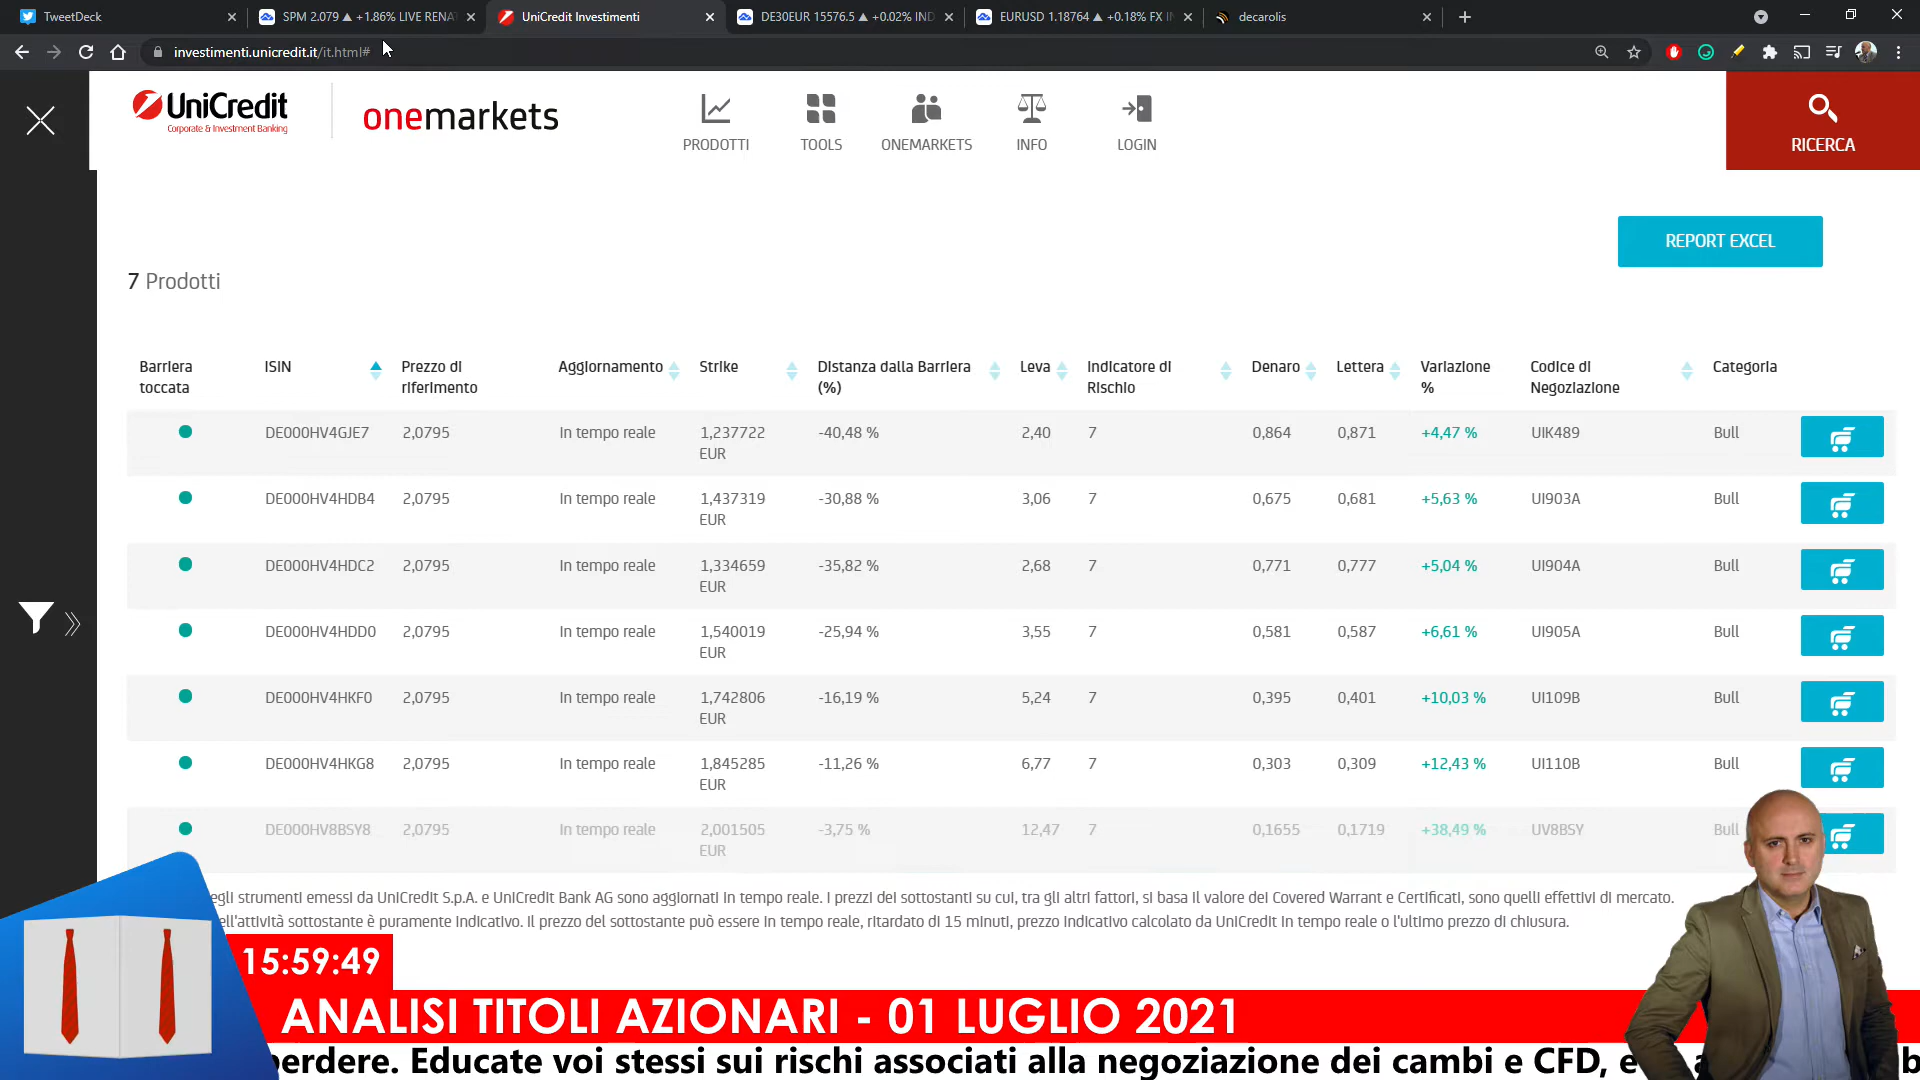 TweetDeck
SPM 2.079 ▲ +1.86% LIVE RENA
UniCredit Investimenti
DE30EUR 15576.5 ▲ +0.02% IND
EURUSD 1.18764 ▲ +0.18% FX
decarolis
investimenti.unicredit.it/it.html#
UniCredit
Corporate & Investment Banking
onemarkets
PRODOTTI
TOOLS
ONEMARKETS
INFO
LOGIN
RICERCA
REPORT EXCEL
7 Prodotti
Barriera toccata ISIN Prezzo di riferimento Aggiornamento Strike Distanza dalla Barriera (%) Leva Indicatore di Rischio Denaro Lettera Variazione % Codice di Negoziazione Categoria
DE000HV4GJE7 2,0795 In tempo reale 1,237722 EUR -40,48 % 2,40 7 0,864 0,871 +4,47 % UIK489 Bull
DE000HV4HDB4 2,0795 In tempo reale 1,437319 EUR -30,88 % 3,06 7 0,675 0,681 +5,63 % UI903A Bull
DE000HV4HDC2 2,0795 In tempo reale 1,334659 EUR -35,82 % 2,68 7 0,771 0,777 +5,04 % UI904A Bull
DE000HV4HDD0 2,0795 In tempo reale 1,540019 EUR -25,94 % 3,55 7 0,581 0,587 +6,61 % UI905A Bull
DE000HV4HKF0 2,0795 In tempo reale 1,742806 EUR -16,19 % 5,24 7 0,395 0,401 +10,03 % UI109B Bull
DE000HV4HKG8 2,0795 In tempo reale 1,845285 EUR -11,26 % 6,77 7 0,303 0,309 +12,43 % UI110B Bull
DE000HV8BSY8 2,0795 In tempo reale 2,001505 EUR -3,75 % 12,47 7 0,1655 0,1719 +38,49 % UV8BSY Bull
egli strumenti emessi da UniCredit S.p.A. e UniCredit Bank AG sono aggiornati in tempo reale. I prezzi dei sottostanti su cui, tra gli altri fattori, si basa il valore dei Covered Warrant e Certificati, sono quelli effettivi di mercato.
ell'attività sottostante è puramente indicativo. Il prezzo del sottostante può essere in tempo reale, ritardato di 15 minuti, prezzo indicativo calcolato da UniCredit in tempo reale o l'ultimo prezzo di chiusura.
15:59:49
ANALISI TITOLI AZIONARI - 01 LUGLIO 2021
perdere. Educate voi stessi sui rischi associati alla negoziazione dei cambi e CFD, e